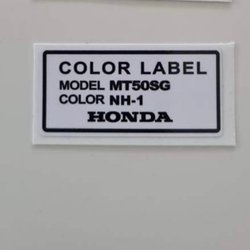 COLOR LABEL
MODEL MT50SG
COLOR NH-1
HONDA